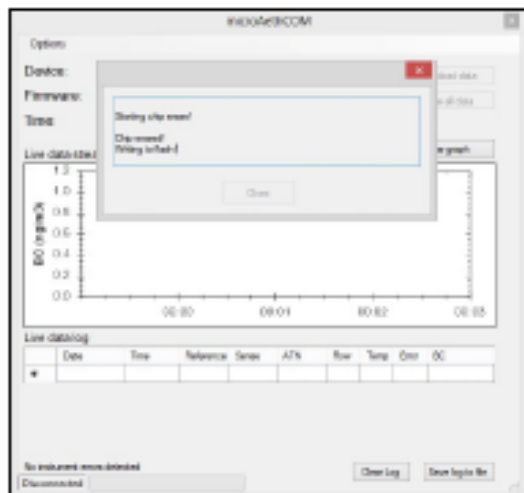 microAethCOM
Options
Device:
Firmware:
Time
Starting chip erase!
Chip erased!
Writing to flash!
Close
Live data
graph
1.2
1.0
0.8
0.6
0.4
0.2
0.0
BC (ng/m3)
00:00 00:01 00:02 00:03
Live data log
Date Time Reference Sense ATN Flow Temp Error BC
No instrument errors detected
Clear Log Save log to file
Disconnected